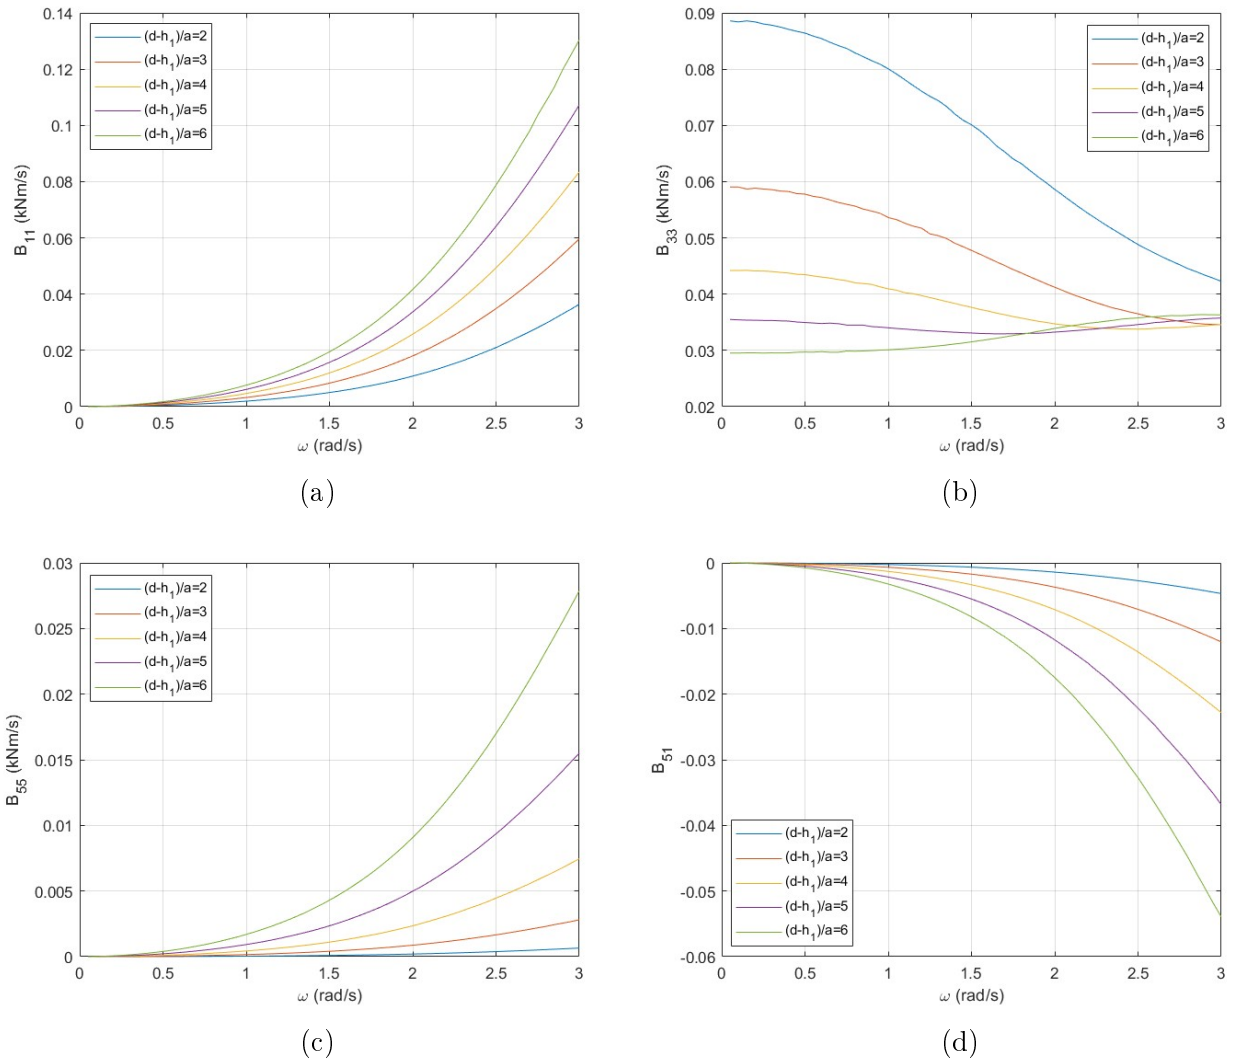 0.14
0.12
0.1
0.08
0.06
0.04
0.02
0
B11 (kNm/s)
(d-h1)/a=2
(d-h1)/a=3
(d-h1)/a=4
(d-h1)/a=5
(d-h1)/a=6
0 0.5 1 1.5 2 2.5 3
ω (rad/s)
(a)
0.09
0.08
0.07
0.06
0.05
0.04
0.03
0.02
B33 (kNm/s)
(d-h1)/a=2
(d-h1)/a=3
(d-h1)/a=4
(d-h1)/a=5
(d-h1)/a=6
0 0.5 1 1.5 2 2.5 3
ω (rad/s)
(b)
0.03
0.025
0.02
0.015
0.01
0.005
0
B55 (kNm/s)
(d-h1)/a=2
(d-h1)/a=3
(d-h1)/a=4
(d-h1)/a=5
(d-h1)/a=6
0 0.5 1 1.5 2 2.5 3
ω (rad/s)
(c)
0
-0.01
-0.02
-0.03
-0.04
-0.05
-0.06
B51
(d-h1)/a=2
(d-h1)/a=3
(d-h1)/a=4
(d-h1)/a=5
(d-h1)/a=6
0 0.5 1 1.5 2 2.5 3
ω (rad/s)
(d)